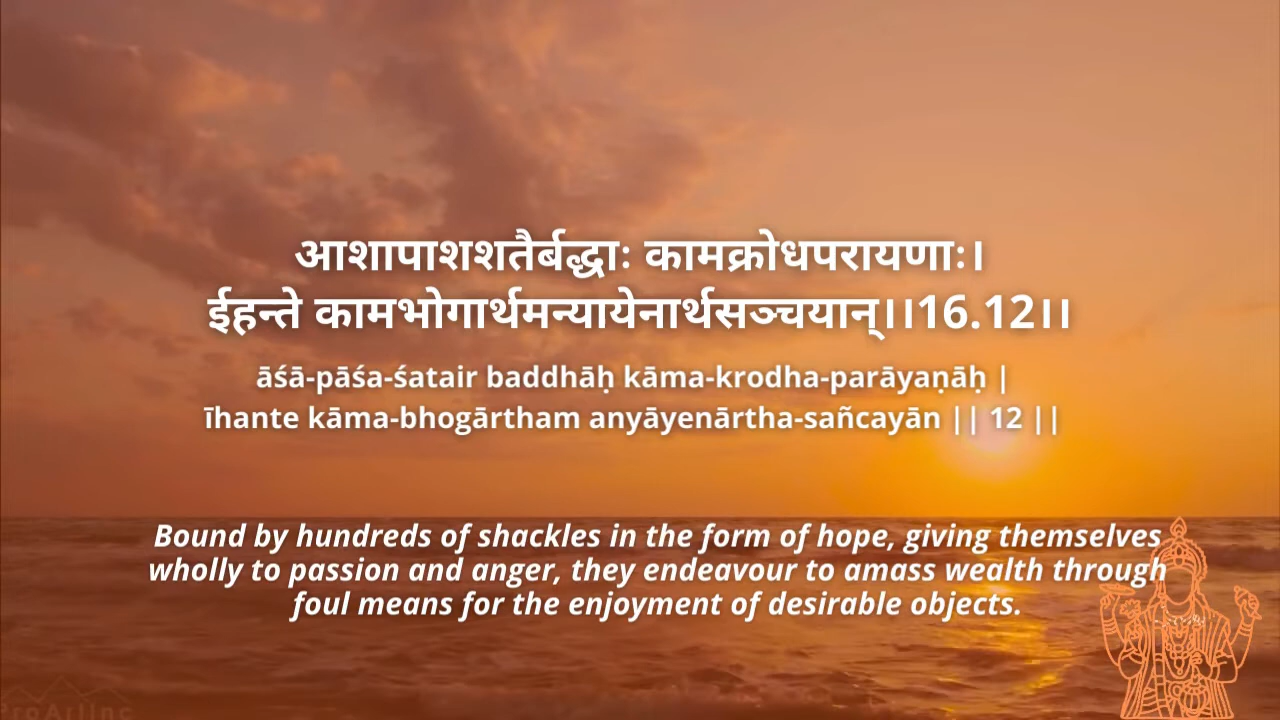 आशापाशशतैर्बद्धाः कामक्रोधपरायणाः।
ईहन्ते कामभोगार्थमन्यायेनार्थसञ्चयान्।।16.12।।
āśā-pāśa-śatair baddhāḥ kāma-krodha-parāyaṇāḥ |
īhante kāma-bhogārtham anyāyenārtha-sañcayān || 12 ||
Bound by hundreds of shackles in the form of hope, giving themselves
wholly to passion and anger, they endeavour to amass wealth through
foul means for the enjoyment of desirable objects.